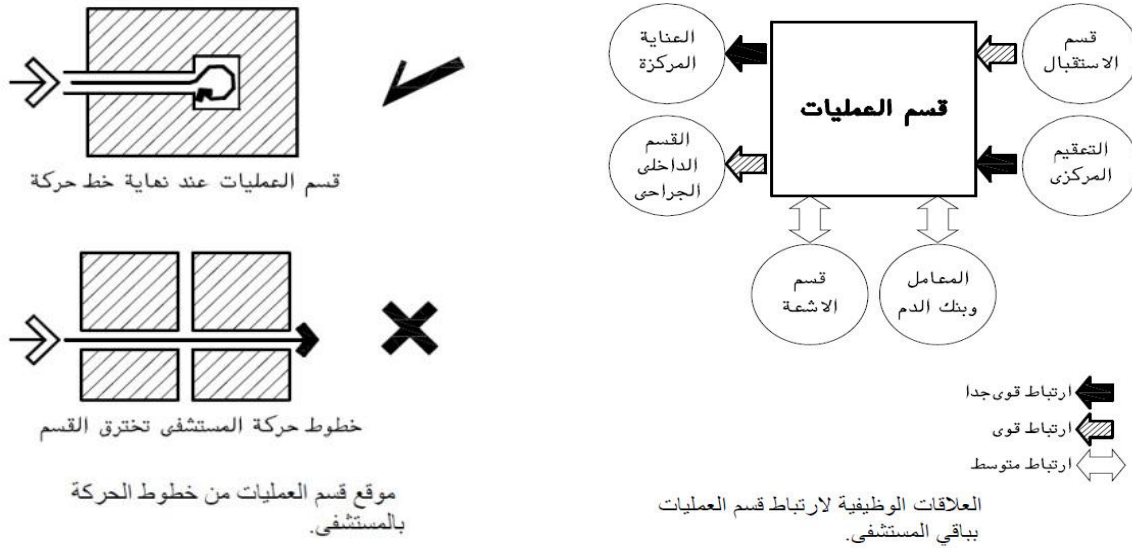 قسم العمليات عند نهاية خط حركة
خطوط حركة المستشفى تخترق القسم
موقع قسم العمليات من خطوط الحركة
بالمستشفى.
قسم
الاستقبال
العناية
المركزة
قسم العمليات
التعقيم
المركزى
القسم
الداخلى
الجراحى
المعامل
وبنك الدم
قسم
الاشعة
ارتباط قوى جدا
ارتباط قوى
ارتباط متوسط
العلاقات الوظيفية لارتباط قسم العمليات
بباقي المستشفى.